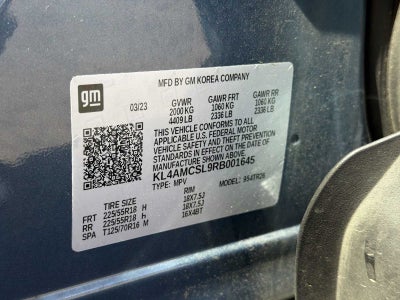 gm
MFD BY GM KOREA COMPANY
03/23 GVWR GAWR FRT GAWR RR
2000 KG 1060 KG 1060 KG
4409 LB 2336 LB 2336 LB
THIS VEHICLE CONFORMS TO ALL
APPLICABLE U.S. FEDERAL MOTOR
VEHICLE SAFETY AND THEFT PREVENTION
STANDARDS IN EFFECT ON THE DATE OF
MANUFACTURE SHOWN ABOVE.
KL4AMCSL9RB001645
TYPE: MPV MODEL: 954TR26
TIRE SIZE RIM
FRT 225/55R18 H 18X7.5J
RR 225/55R18 H 18X7.5J
SPA T125/70R16 M 16X4BT